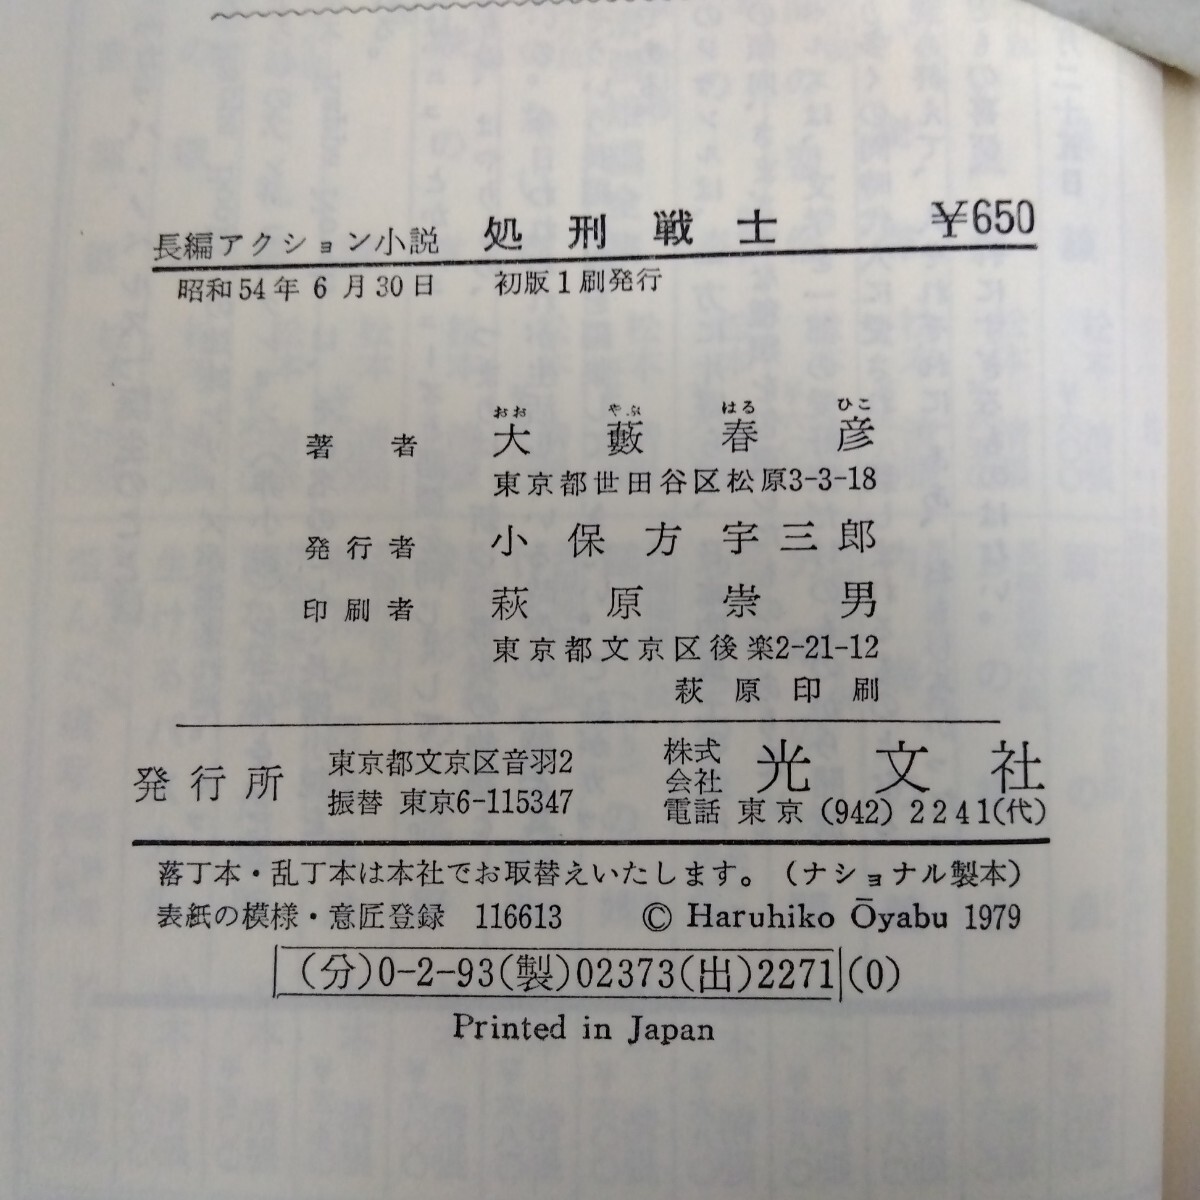 長編アクション小説 処刑戦士 ¥650
昭和54年6月30日 初版1刷発行
おお やぶ はる ひこ
著者 大藪春彦
東京都世田谷区松原3-3-18
発行者 小保方宇三郎
印刷者 萩原崇男
東京都文京区後楽2-21-12
萩原印刷
発行所 東京都文京区音羽2
振替 東京6-115347
株式会社 光文社
電話 東京 (942) 2241(代)
落丁本・乱丁本は本社でお取替えいたします。(ナショナル製本)
表紙の模様・意匠登録 116613 © Haruhiko Ōyabu 1979
(分)0-2-93(製)02373(出)2271(0)
Printed in Japan